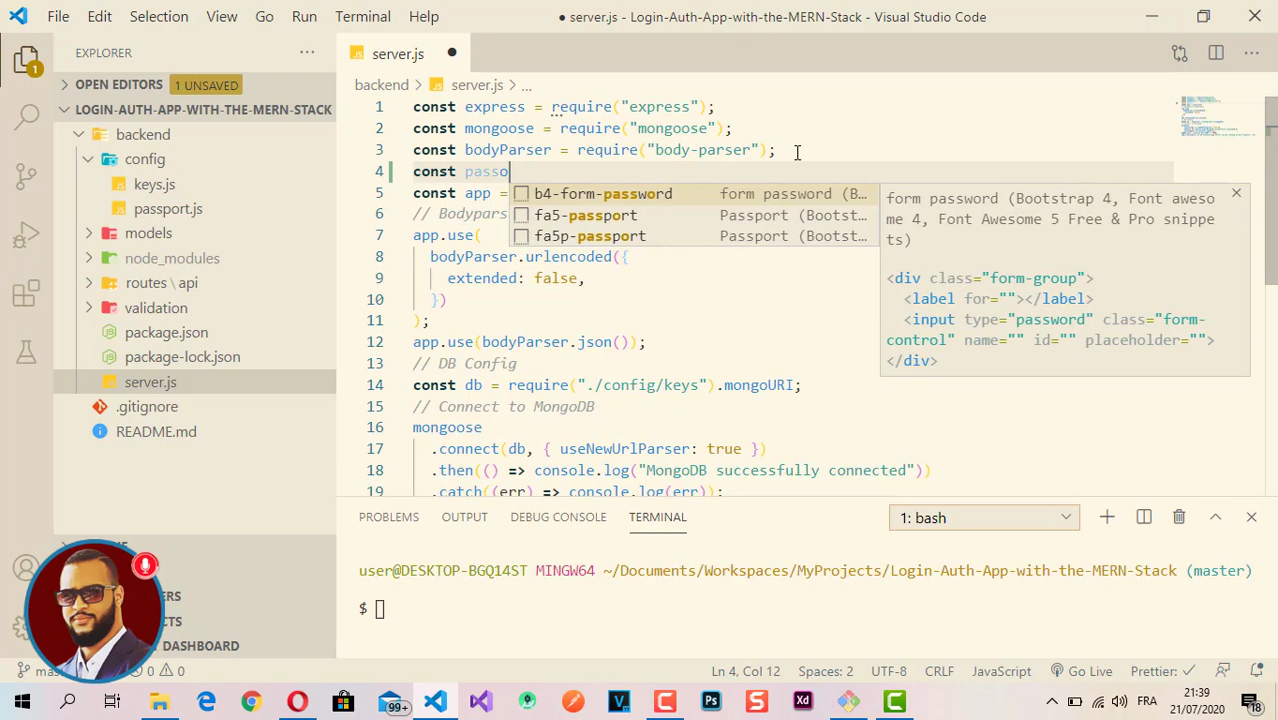 File Edit Selection View Go Run Terminal Help ● server.js - Login-Auth-App-with-the-MERN-Stack - Visual Studio Code
EXPLORER ···
OPEN EDITORS 1 UNSAVED
LOGIN-AUTH-APP-WITH-THE-MERN-STACK
backend
config
keys.js
passport.js
models
node_modules
routes \ api
validation
package.json
package-lock.json
server.js
.gitignore
README.md
DASHBOARD
1
server.js
backend > server.js > ...
1 const express = require("express");
2 const mongoose = require("mongoose");
3 const bodyParser = require("body-parser");
4 const passo
5 const app =
6 // Bodypars
7 app.use(
8 bodyParser.urlencoded({
9 extended: false,
10 })
11 );
12 app.use(bodyParser.json());
13 // DB Config
14 const db = require("./config/keys").mongoURI;
15 // Connect to MongoDB
16 mongoose
17 .connect(db, { useNewUrlParser: true })
18 .then(() => console.log("MongoDB successfully connected"))
19 .catch((err) => console.log(err));
b4-form-password form password (B…
fa5-passport Passport (Bootst…
fa5p-passport Passport (Bootst…
form password (Bootstrap 4, Font aweso
me 4, Font Awesome 5 Free & Pro snippe
ts)
<div class="form-group">
<label for=""></label>
<input type="password" class="form-
control" name="" id="" placeholder="">
</div>
PROBLEMS OUTPUT DEBUG CONSOLE TERMINAL 1: bash
user@DESKTOP-BGQ14ST MINGW64 ~/Documents/Workspaces/MyProjects/Login-Auth-App-with-the-MERN-Stack (master)
$
0 0 Ln 4, Col 12 Spaces: 2 UTF-8 CRLF JavaScript Go Live Prettier: ✓
99+ Ps S Xd FR 21:39
21/07/2020 18